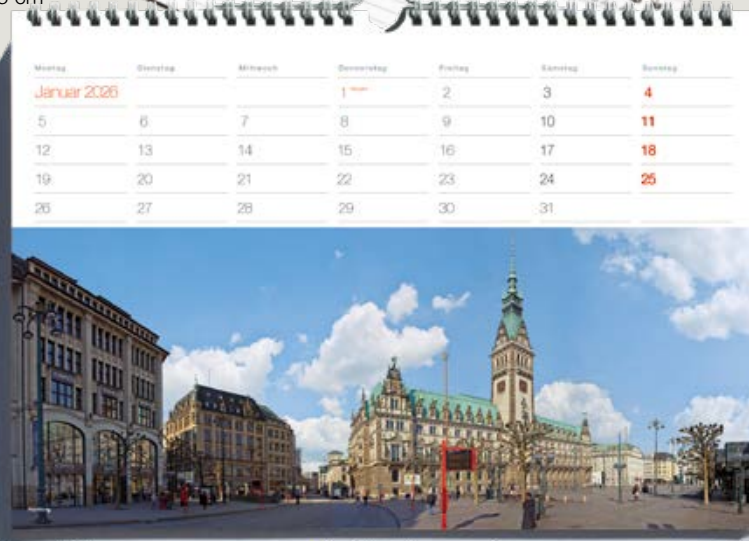 cm
Montag Dienstag Mittwoch Donnerstag Freitag Samstag Sonntag
Januar 2026 1 2 3 4
5 6 7 8 9 10 11
12 13 14 15 16 17 18
19 20 21 22 23 24 25
26 27 28 29 30 31